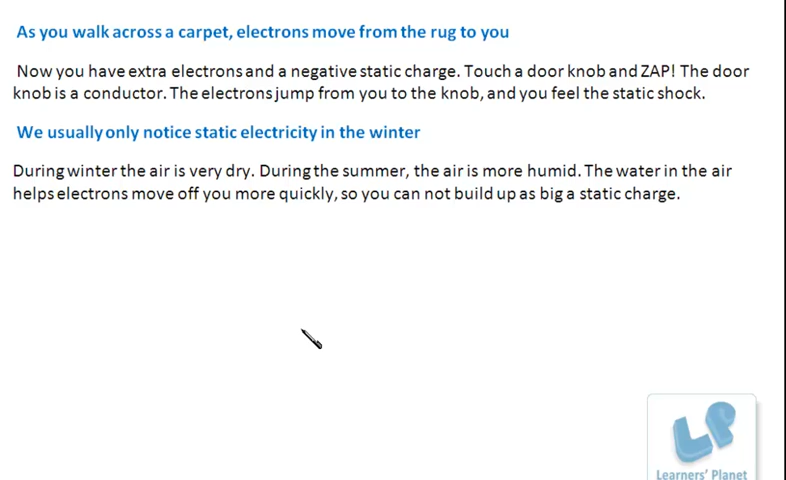 As you walk across a carpet, electrons move from the rug to you
Now you have extra electrons and a negative static charge. Touch a door knob and ZAP! The door
knob is a conductor. The electrons jump from you to the knob, and you feel the static shock.
We usually only notice static electricity in the winter
During winter the air is very dry. During the summer, the air is more humid. The water in the air
helps electrons move off you more quickly, so you can not build up as big a static charge.
LP
Learners' Planet